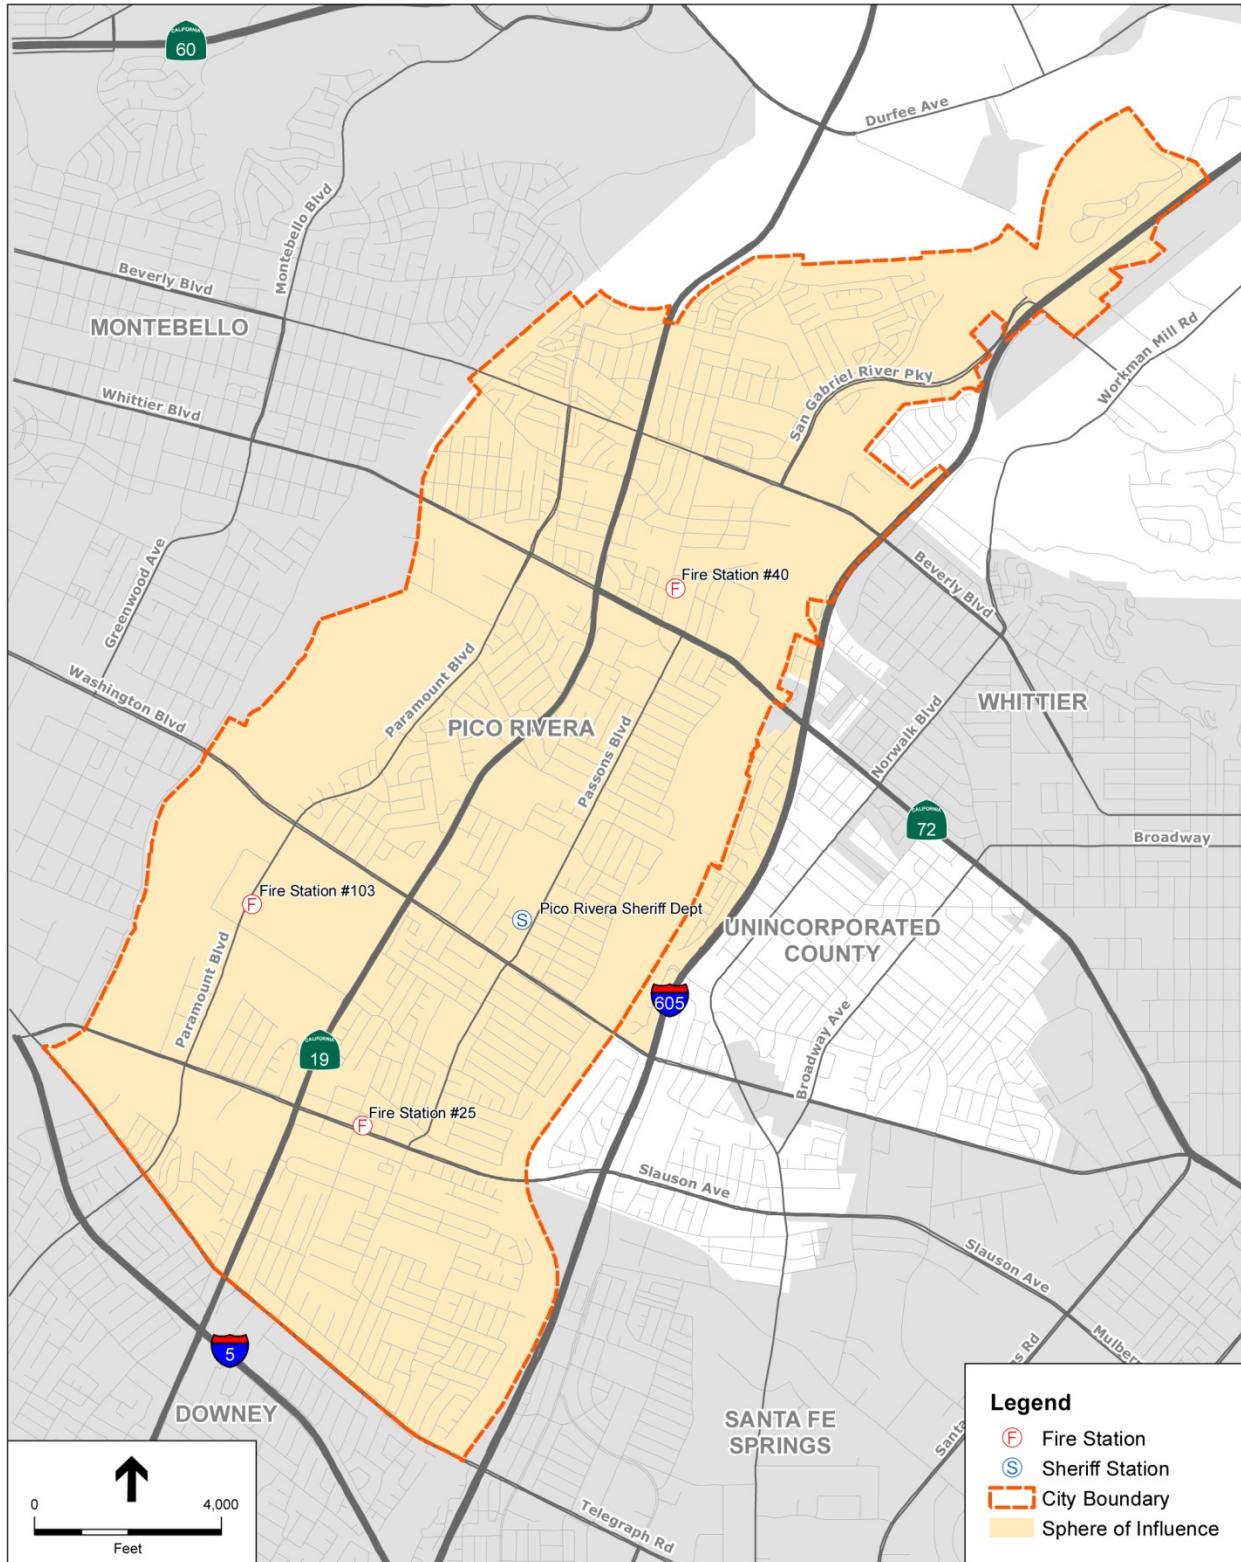 CALIFORNIA
60
Durfee Ave
Montebello Blvd
Beverly Blvd
MONTEBELLO
Whittier Blvd
Workman Mill Rd
San Gabriel River Pky
Greenwood Ave
Fire Station #40
F
Beverly Blvd
Washington Blvd
Paramount Blvd
PICO RIVERA
Passons Blvd
Norwalk Blvd
WHITTIER
CALIFORNIA
72
Broadway
Fire Station #103
F
Pico Rivera Sheriff Dept
S
UNINCORPORATED
COUNTY
Paramount Blvd
605
CALIFORNIA
19
Broadway Ave
Fire Station #25
F
Slauson Ave
Slauson Ave
5
DOWNEY
SANTA FE
SPRINGS
Telegraph Rd
0
4,000
Feet
Legend
F Fire Station
S Sheriff Station
City Boundary
Sphere of Influence